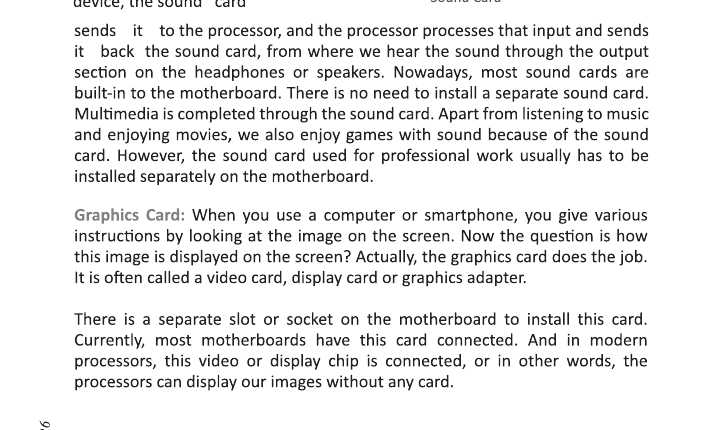 device, the sound card
Sound Card
sends it to the processor, and the processor processes that input and sends
it back the sound card, from where we hear the sound through the output
section on the headphones or speakers. Nowadays, most sound cards are
built-in to the motherboard. There is no need to install a separate sound card.
Multimedia is completed through the sound card. Apart from listening to music
and enjoying movies, we also enjoy games with sound because of the sound
card. However, the sound card used for professional work usually has to be
installed separately on the motherboard.
Graphics Card: When you use a computer or smartphone, you give various
instructions by looking at the image on the screen. Now the question is how
this image is displayed on the screen? Actually, the graphics card does the job.
It is often called a video card, display card or graphics adapter.
There is a separate slot or socket on the motherboard to install this card.
Currently, most motherboards have this card connected. And in modern
processors, this video or display chip is connected, or in other words, the
processors can display our images without any card.